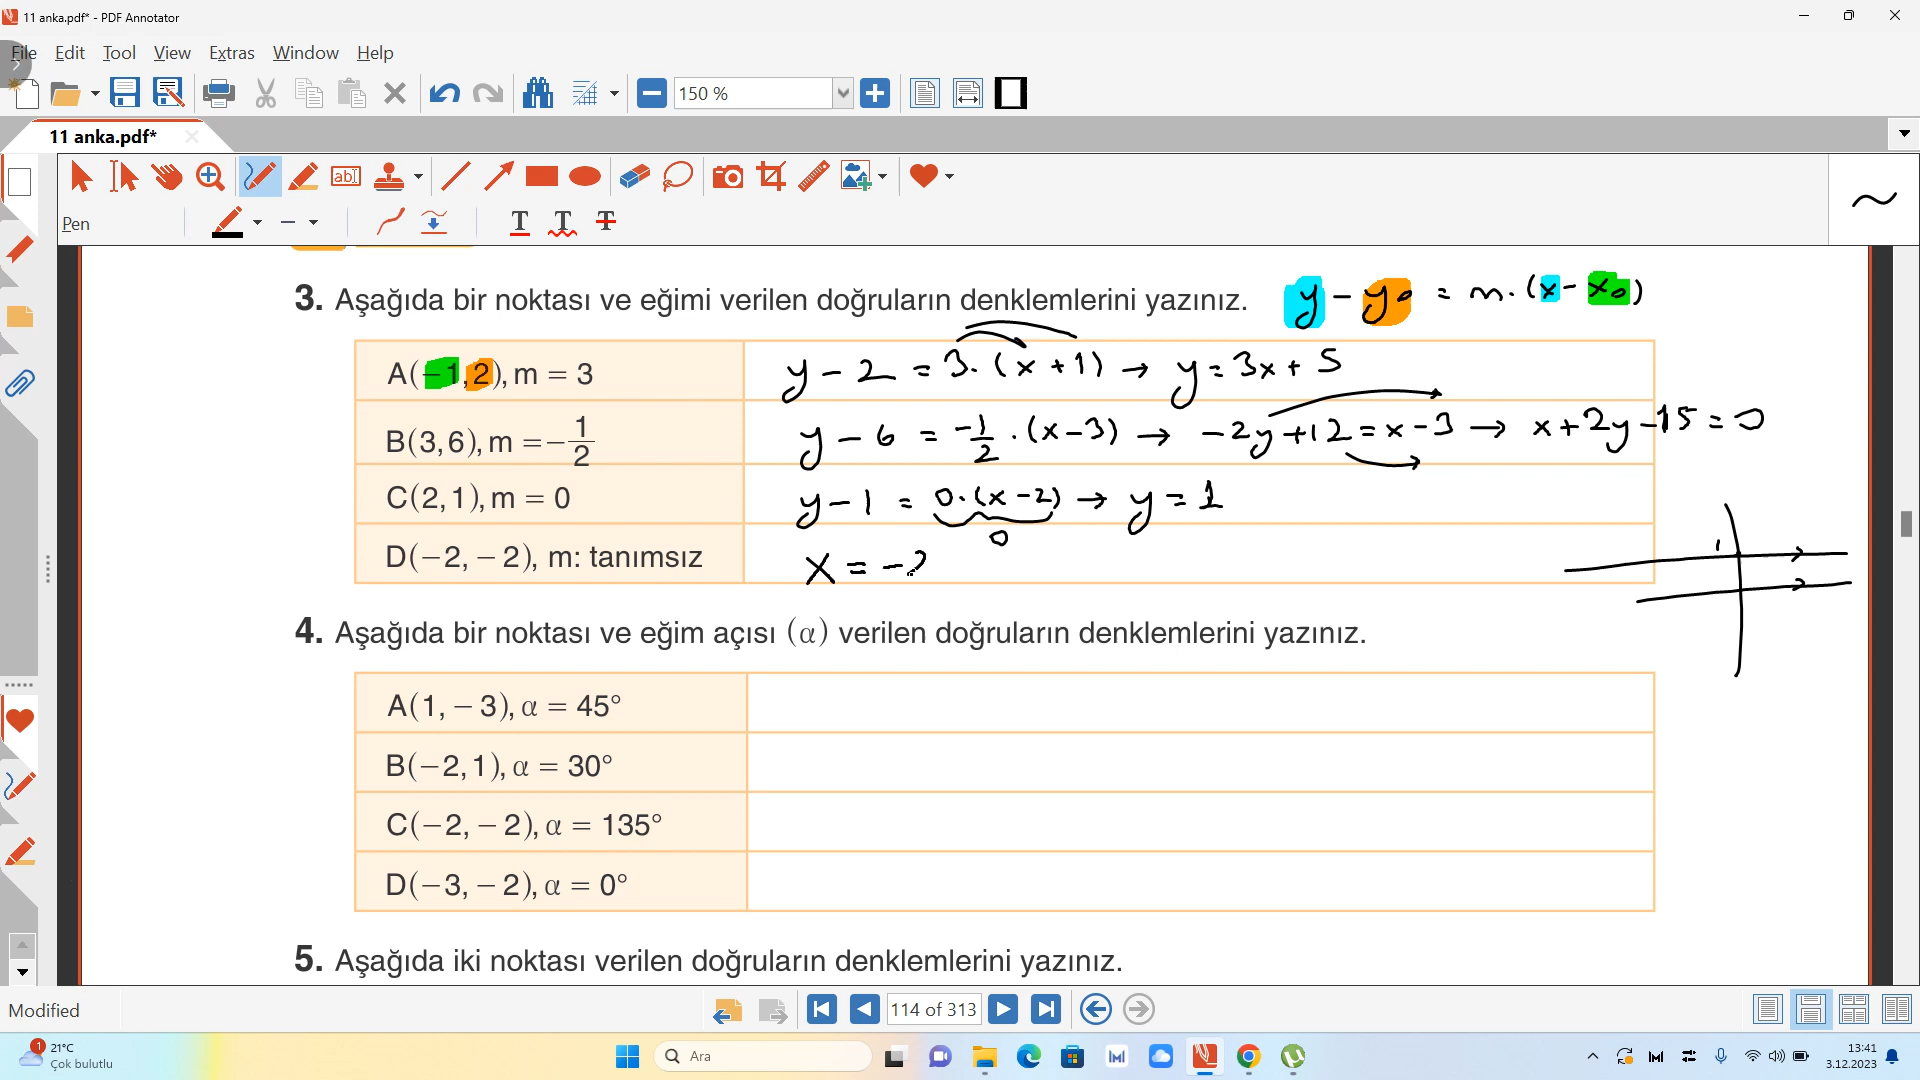 11 anka.pdf* - PDF Annotator
File Edit Tool View Extras Window Help
150 %
11 anka.pdf*
Pen
3. Aşağıda bir noktası ve eğimi verilen doğruların denklemlerini yazınız. y - y₀ = m.(x - x₀)
A(−1,2), m = 3 y - 2 = 3.(x+1) → y = 3x + 5
B(3,6), m = −1/2 y - 6 = -1/2 .(x-3) → -2y+12 = x-3 → x+2y-15=0
C(2,1), m = 0 y - 1 = 0.(x-2) → y = 1
0
1
D(−2,−2), m: tanımsız x = -2
4. Aşağıda bir noktası ve eğim açısı (α) verilen doğruların denklemlerini yazınız.
A(1,−3), α = 45°
B(−2,1), α = 30°
C(−2,−2), α = 135°
D(−3,−2), α = 0°
5. Aşağıda iki noktası verilen doğruların denklemlerini yazınız.
Modified 114 of 313
1 21°C
Çok bulutlu
Ara
13:41
3.12.2023